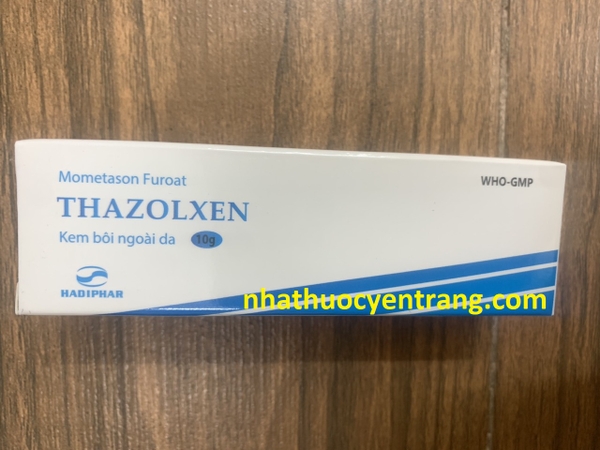 Mometason Furoat
WHO-GMP
THAZOLXEN
Kem bôi ngoài da 10g
HADIPHAR
nhathuocyentrang.com